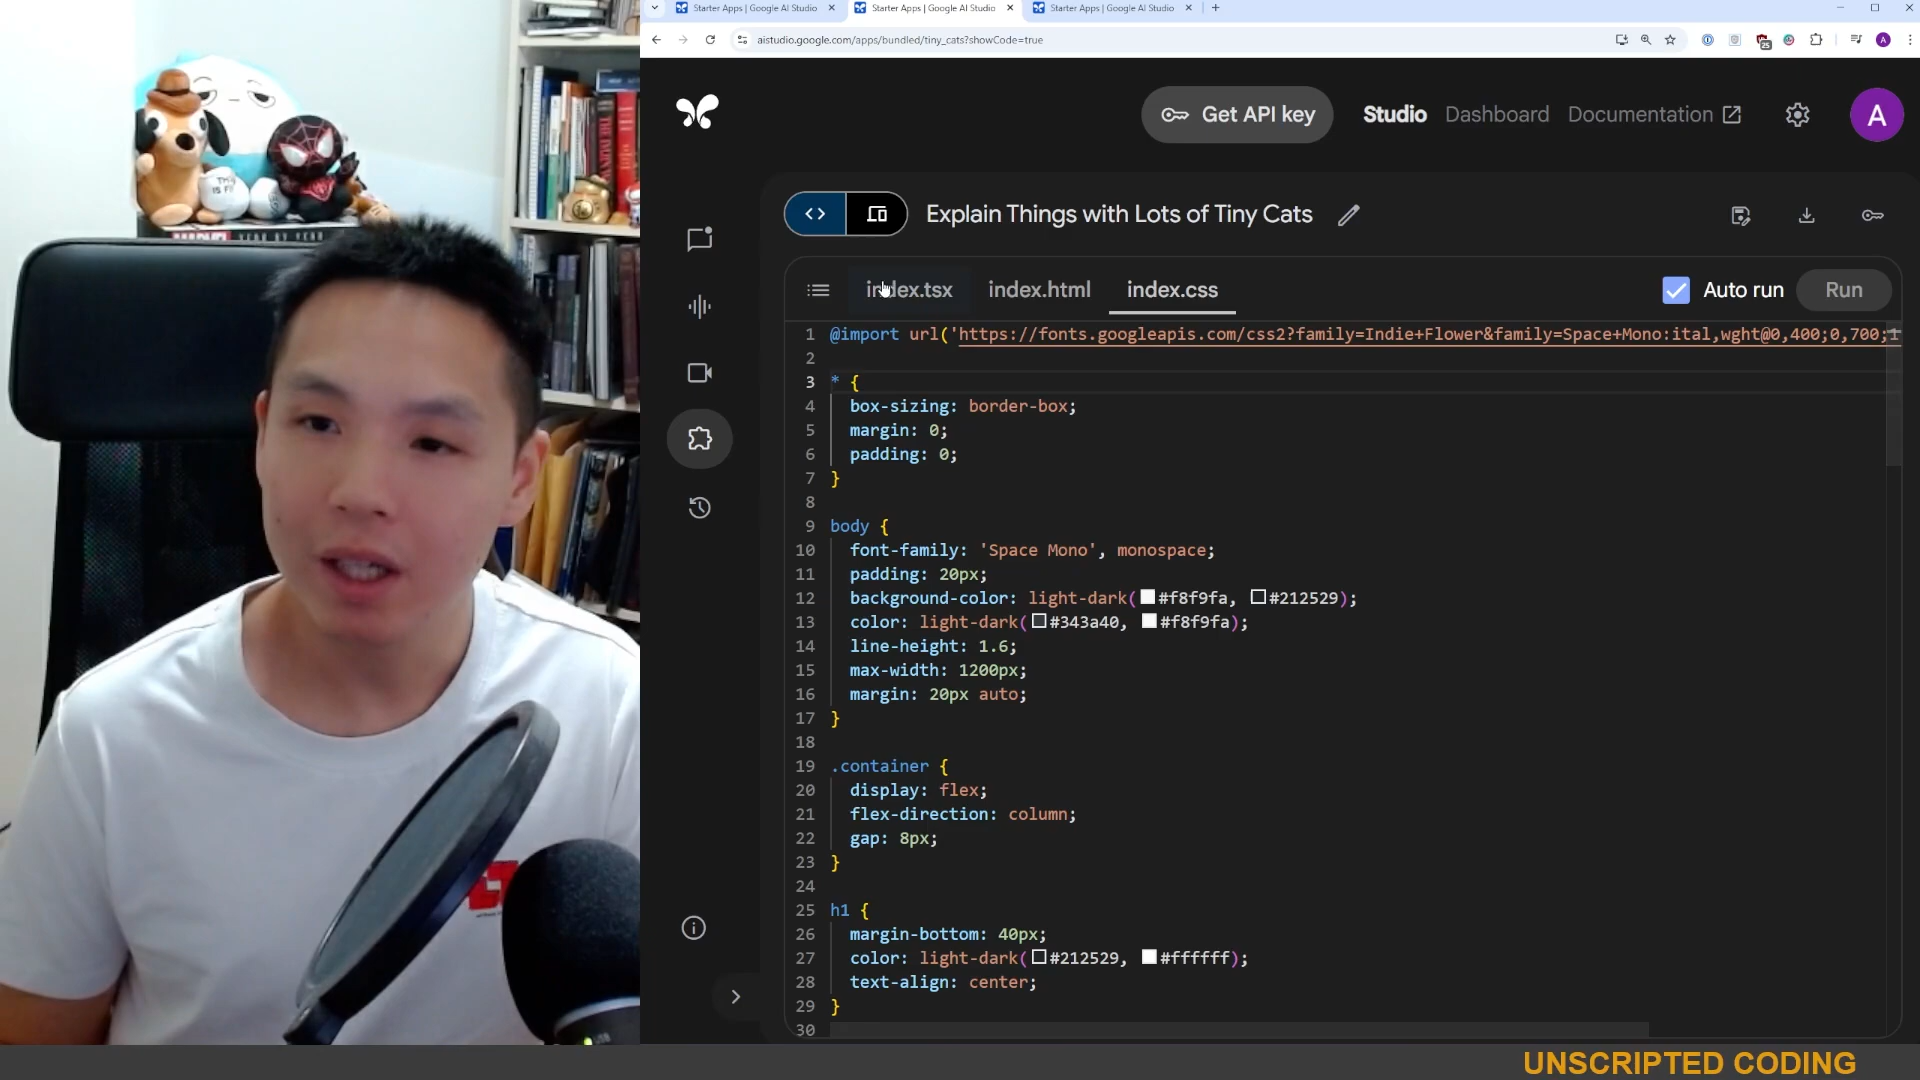 Starter Apps | Google AI Studio
Starter Apps | Google AI Studio
Starter Apps | Google AI Studio
aistudio.google.com/apps/bundled/tiny_cats?showCode=true
25
A
Get API key
Studio
Dashboard
Documentation
A
Explain Things with Lots of Tiny Cats
index.tsx
index.html
index.css
Auto run
Run
1 @import url('https://fonts.googleapis.com/css2?family=Indie+Flower&family=Space+Mono:ital,wght@0,400;0,700;1
2
3 * {
4 box-sizing: border-box;
5 margin: 0;
6 padding: 0;
7 }
8
9 body {
10 font-family: 'Space Mono', monospace;
11 padding: 20px;
12 background-color: light-dark(#f8f9fa, #212529);
13 color: light-dark(#343a40, #f8f9fa);
14 line-height: 1.6;
15 max-width: 1200px;
16 margin: 20px auto;
17 }
18
19 .container {
20 display: flex;
21 flex-direction: column;
22 gap: 8px;
23 }
24
25 h1 {
26 margin-bottom: 40px;
27 color: light-dark(#212529, #ffffff);
28 text-align: center;
29 }
30
UNSCRIPTED CODING